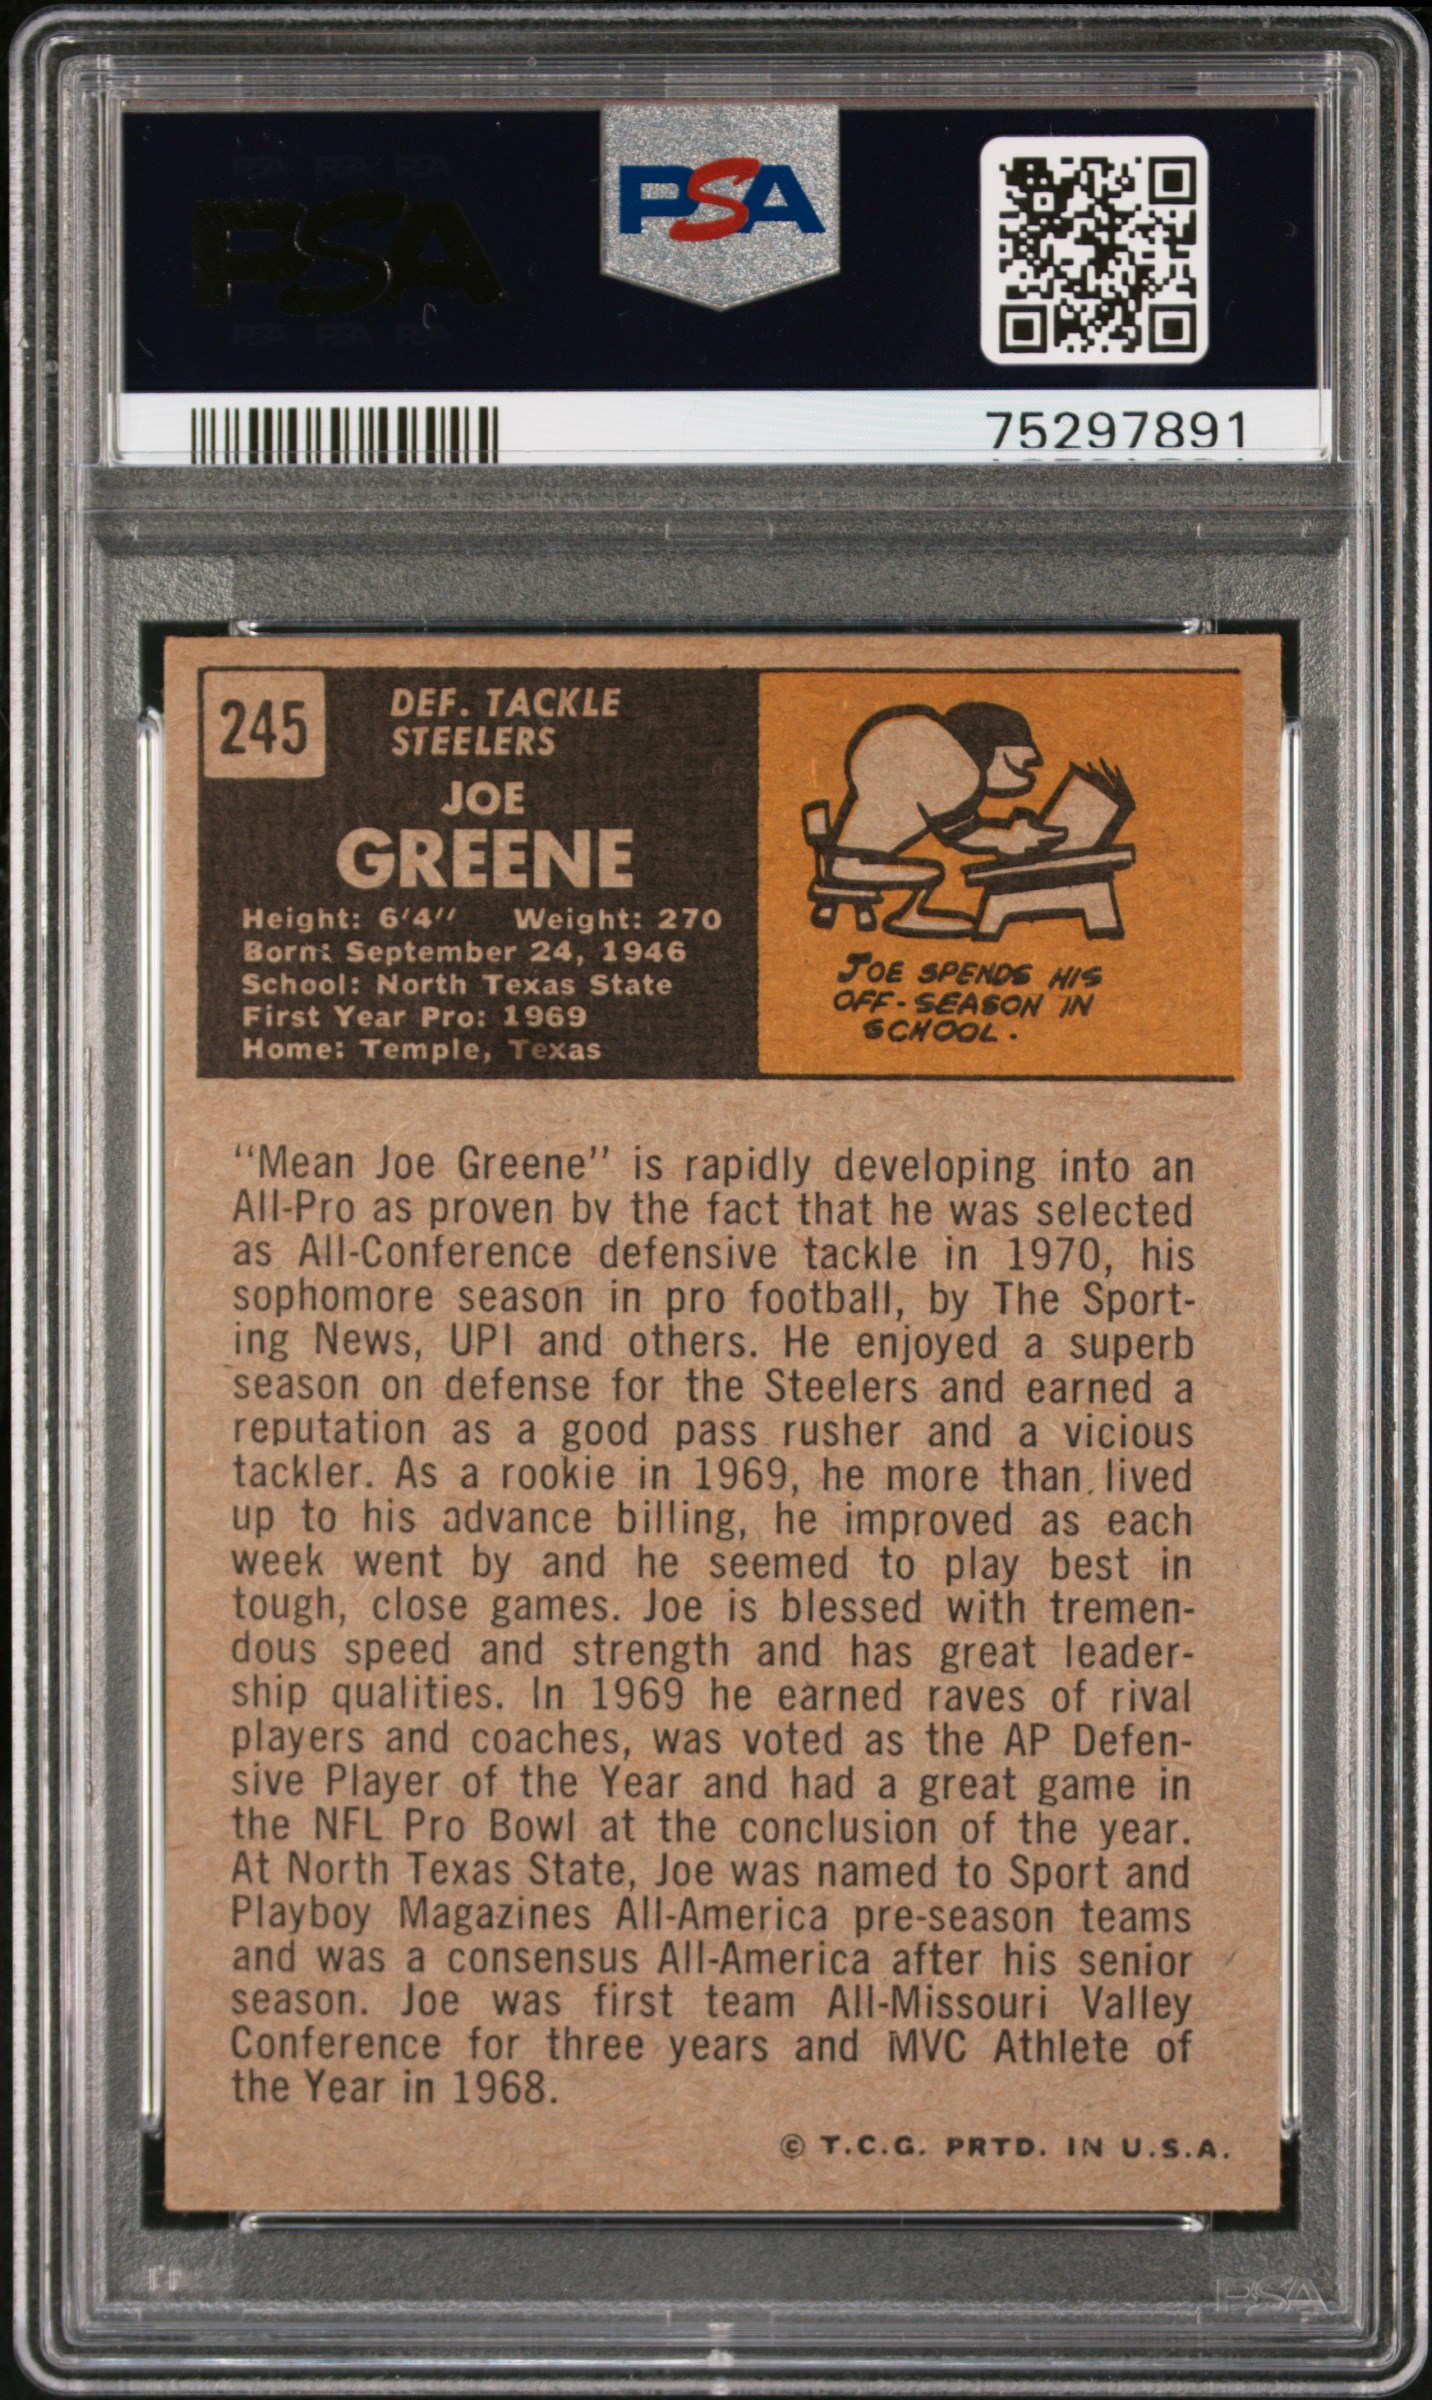 PSA PSA PSA
PSA
PSA PSA PSA
PSA
75297891
245
DEF. TACKLE
STEELERS
JOE
GREENE
Height: 6'4'' Weight: 270
Born: September 24, 1946
School: North Texas State
First Year Pro: 1969
Home: Temple, Texas
JOE SPENDS HIS
OFF-SEASON IN
SCHOOL.
"Mean Joe Greene" is rapidly developing into an
All-Pro as proven by the fact that he was selected
as All-Conference defensive tackle in 1970, his
sophomore season in pro football, by The Sport-
ing News, UPI and others. He enjoyed a superb
season on defense for the Steelers and earned a
reputation as a good pass rusher and a vicious
tackler. As a rookie in 1969, he more than lived
up to his advance billing, he improved as each
week went by and he seemed to play best in
tough, close games. Joe is blessed with tremen-
dous speed and strength and has great leader-
ship qualities. In 1969 he earned raves of rival
players and coaches, was voted as the AP Defen-
sive Player of the Year and had a great game in
the NFL Pro Bowl at the conclusion of the year.
At North Texas State, Joe was named to Sport and
Playboy Magazines All-America pre-season teams
and was a consensus All-America after his senior
season. Joe was first team All-Missouri Valley
Conference for three years and MVC Athlete of
the Year in 1968.
© T.C.G. PRTD. IN U.S.A.
PSA